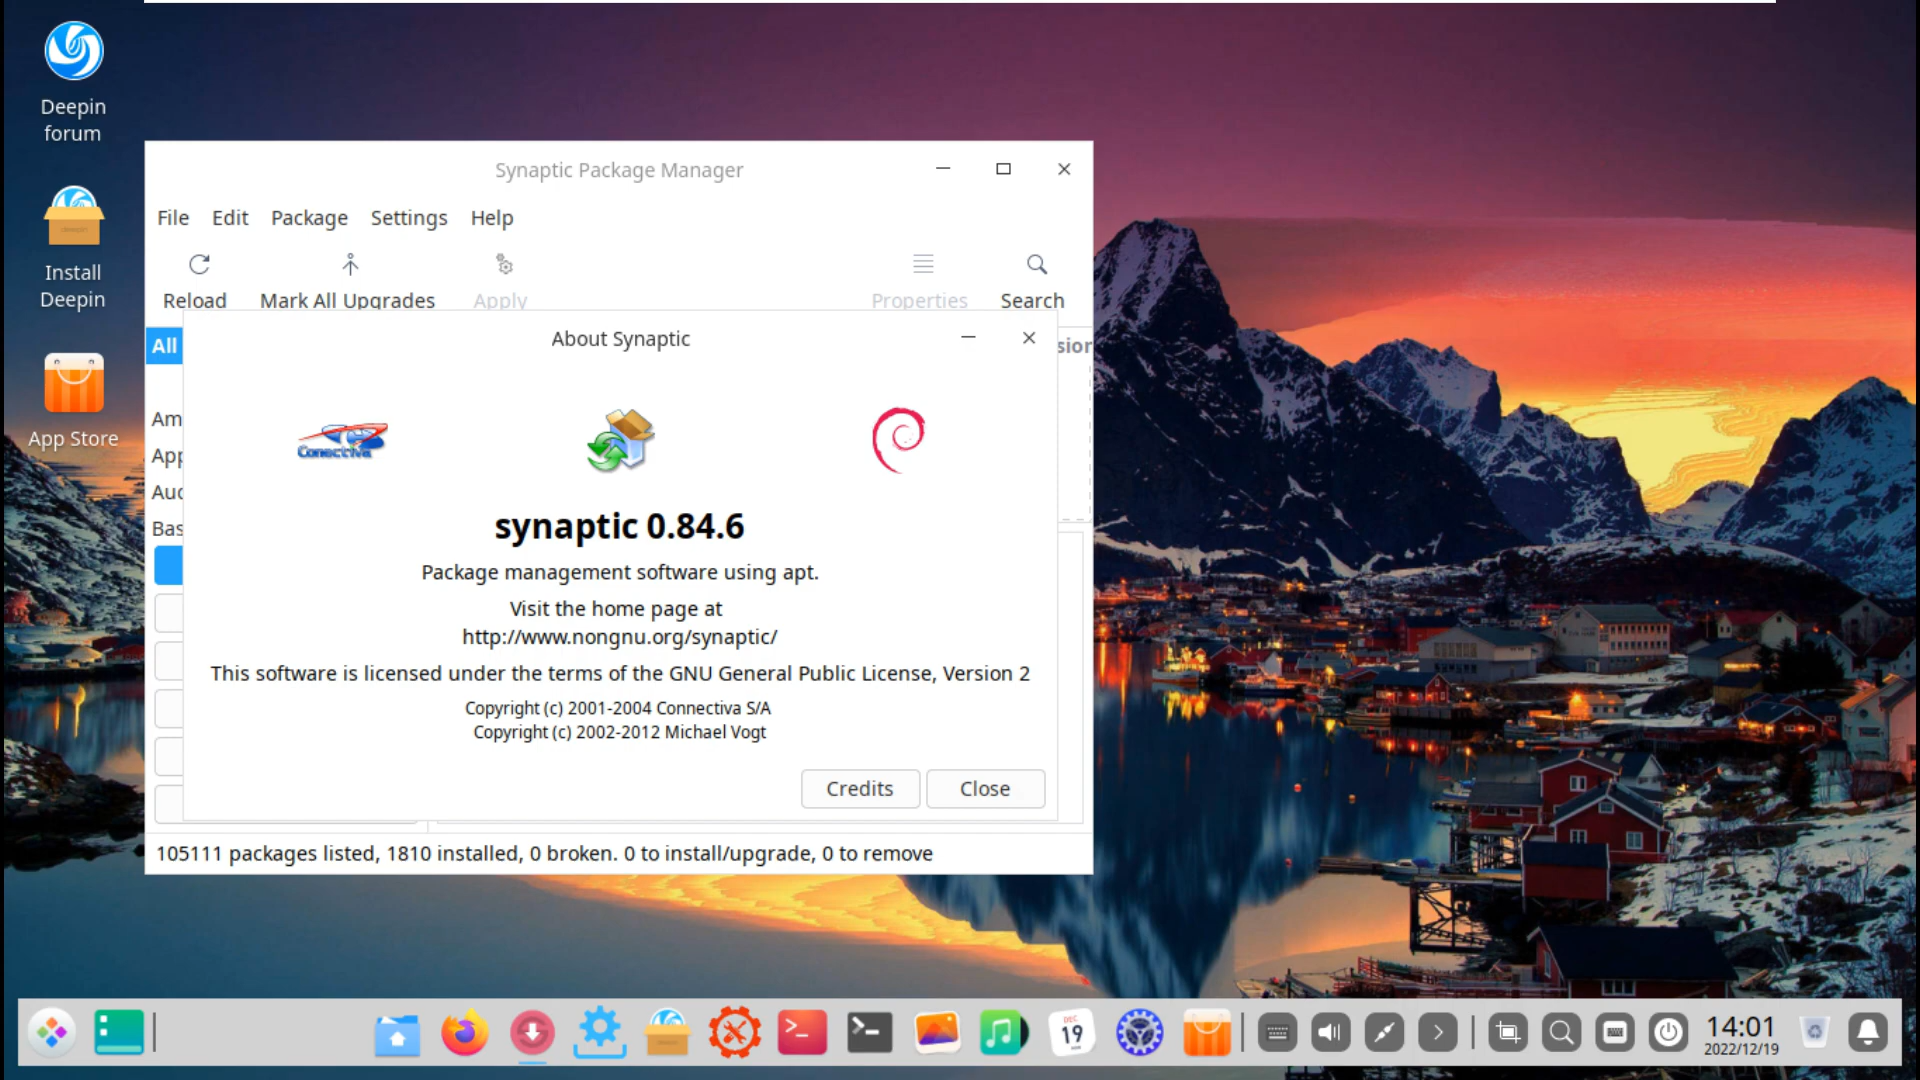 Deepin
forum
Install
Deepin
App Store
Synaptic Package Manager
File Edit Package Settings Help
Reload Mark All Upgrades Apply Properties Search
All
About Synaptic
Conectiva
synaptic 0.84.6
Package management software using apt.
Visit the home page at
http://www.nongnu.org/synaptic/
This software is licensed under the terms of the GNU General Public License, Version 2
Copyright (c) 2001-2004 Connectiva S/A
Copyright (c) 2002-2012 Michael Vogt
Credits Close
105111 packages listed, 1810 installed, 0 broken. 0 to install/upgrade, 0 to remove
DEC
19
14:01
2022/12/19